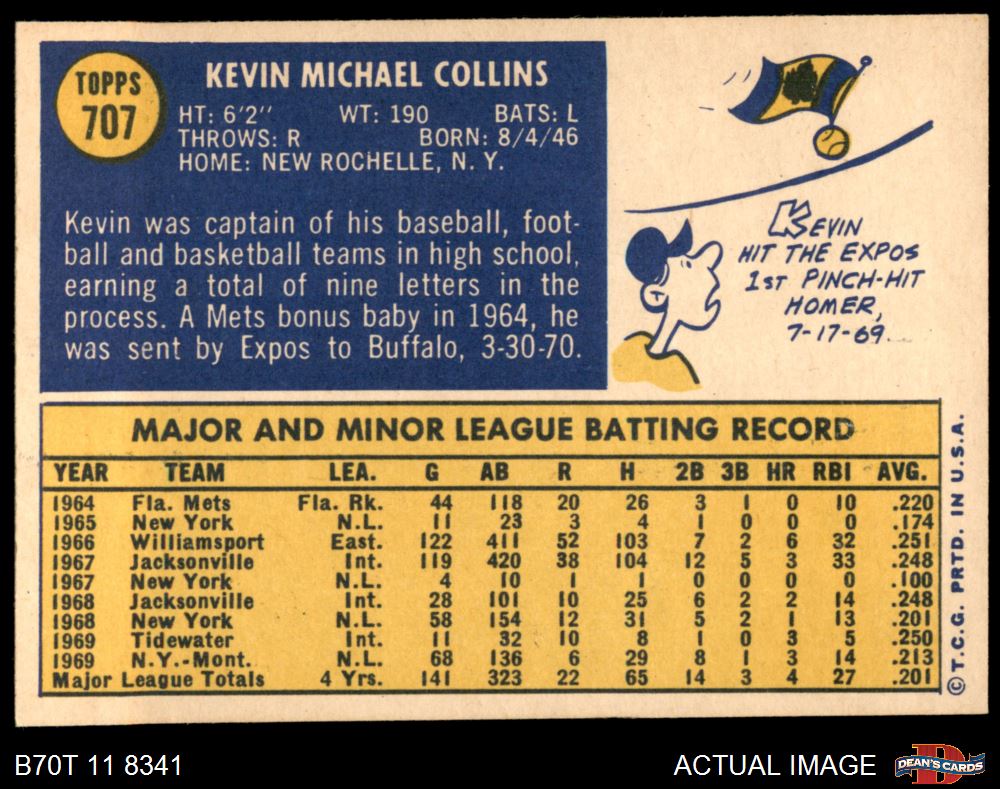 TOPPS
707
KEVIN MICHAEL COLLINS
HT: 6'2'' WT: 190 BATS: L
THROWS: R BORN: 8/4/46
HOME: NEW ROCHELLE, N. Y.
Kevin was captain of his baseball, foot-
ball and basketball teams in high school,
earning a total of nine letters in the
process. A Mets bonus baby in 1964, he
was sent by Expos to Buffalo, 3-30-70.
KEVIN
HIT THE EXPOS
1ST PINCH-HIT
HOMER,
7-17-69
MAJOR AND MINOR LEAGUE BATTING RECORD
YEAR TEAM LEA. G AB R H 2B 3B HR RBI AVG.
1964 Fla. Mets Fla. Rk. 44 118 20 26 3 1 0 10 .220
1965 New York N.L. 11 23 3 4 1 0 0 0 .174
1966 Williamsport East. 122 411 52 103 7 2 6 32 .251
1967 Jacksonville Int. 119 420 38 104 12 5 3 33 .248
1967 New York N.L. 4 10 1 1 0 0 0 0 .100
1968 Jacksonville Int. 28 101 10 25 6 2 2 14 .248
1968 New York N.L. 58 154 12 31 5 2 1 13 .201
1969 Tidewater Int. 11 32 10 8 1 0 3 5 .250
1969 N.Y.-Mont. N.L. 68 136 6 29 8 1 3 14 .213
Major League Totals 4 Yrs. 141 323 22 65 14 3 4 27 .201
© T.C.G. PRTD. IN U.S.A.
B70T 11 8341
ACTUAL IMAGE
D
DEAN'S CARDS